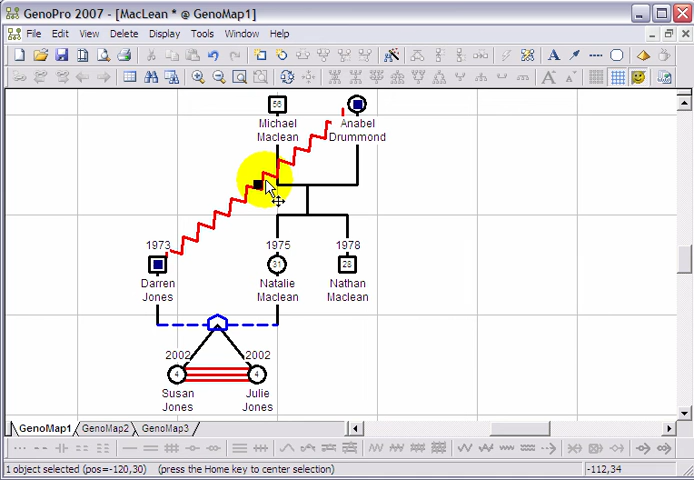 GenoPro 2007 - [MacLean * @ GenoMap1]
File Edit View Delete Display Tools Window Help
56
Michael
Maclean
Anabel
Drummond
1973 1975 1978
31 28
Darren
Jones
Natalie
Maclean
Nathan
Maclean
2002 2002
4 4
Susan
Jones
Julie
Jones
GenoMap1 GenoMap2 GenoMap3
1 object selected (pos=-120,30) (press the Home key to center selection) -112,34